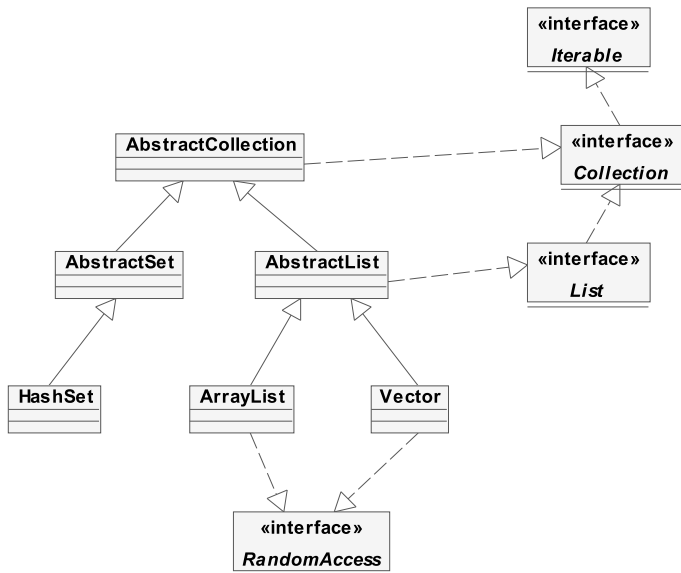 «interface»
Iterable
AbstractCollection
«interface»
Collection
AbstractSet
AbstractList
«interface»
List
HashSet
ArrayList
Vector
«interface»
RandomAccess